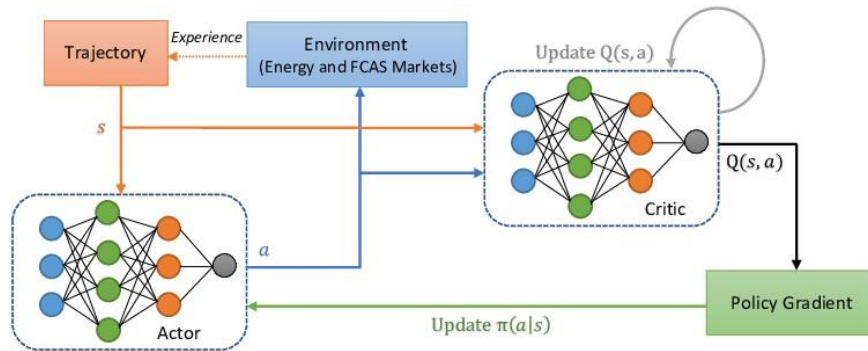 Trajectory
Experience
Environment
(Energy and FCAS Markets)
Update Q(s, a)
s
Q(s, a)
Critic
a
Actor
Update π(a|s)
Policy Gradient